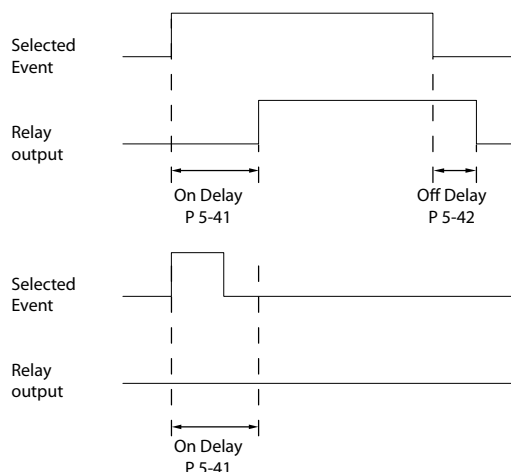 Selected
Event
Relay
output
On Delay
P 5-41
Off Delay
P 5-42
Selected
Event
Relay
output
On Delay
P 5-41